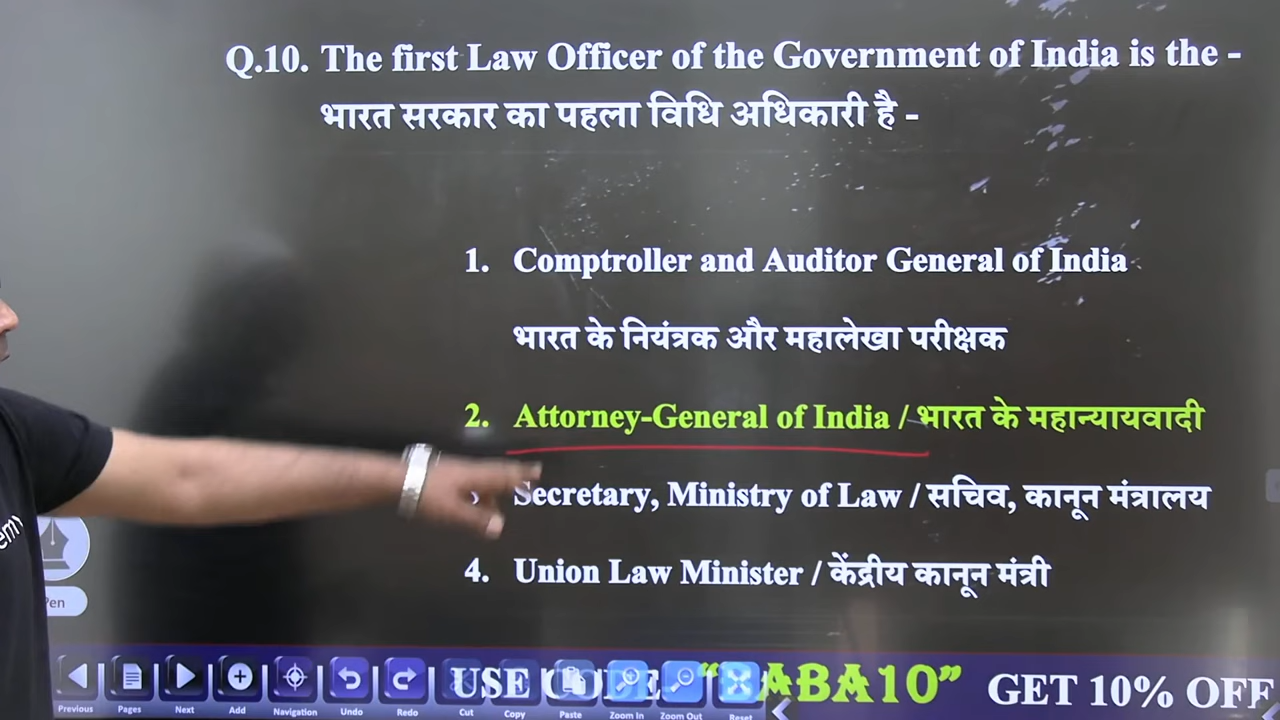 Q.10. The first Law Officer of the Government of India is the -
भारत सरकार का पहला विधि अधिकारी है -
1. Comptroller and Auditor General of India
भारत के नियंत्रक और महालेखा परीक्षक
2. Attorney-General of India / भारत के महान्यायवादी
Secretary, Ministry of Law / सचिव, कानून मंत्रालय
4. Union Law Minister / केंद्रीय कानून मंत्री
Pen
USE CODE “BABA10” GET 10% OFF
Previous Pages Next Add Navigation Undo Redo Cut Copy Paste Zoom In Zoom Out Reset